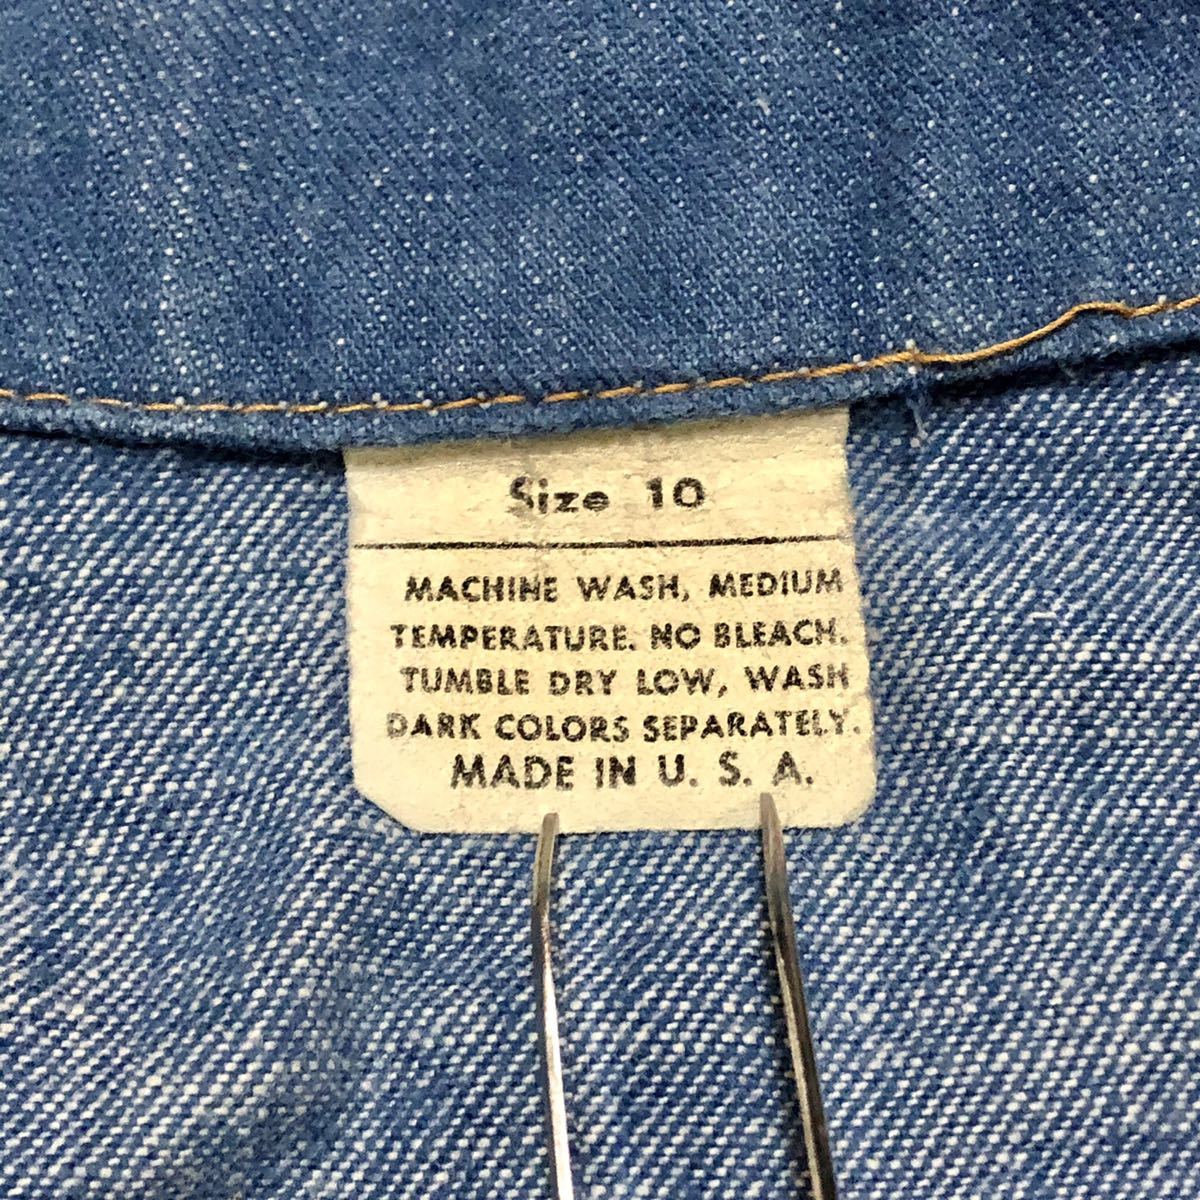 Size 10
MACHINE WASH, MEDIUM
TEMPERATURE. NO BLEACH.
TUMBLE DRY LOW, WASH
DARK COLORS SEPARATELY.
MADE IN U. S. A.